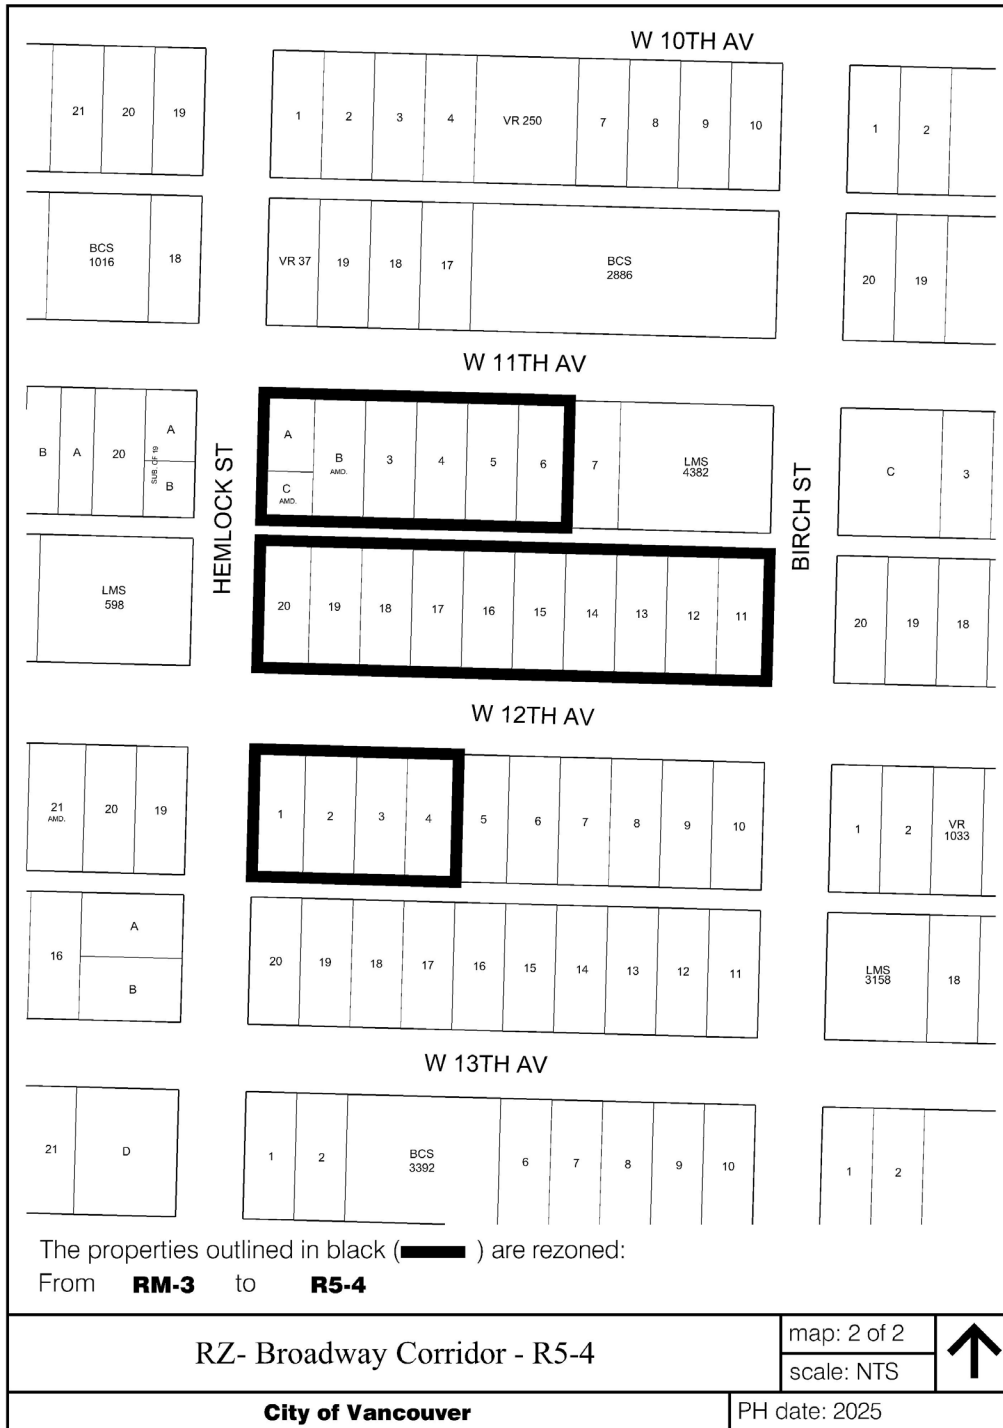 W 10TH AV
21 20 19 1 2 3 4 VR 250 7 8 9 10 1 2
BCS
1016
18 VR 37 19 18 17
BCS
2886
20 19
W 11TH AV
B A 20
SUB. OF 19
A
B
HEMLOCK ST
A
C
AMD.
B
AMD.
3 4 5 6 7
LMS
4382
BIRCH ST
C 3
LMS
598
20 19 18 17 16 15 14 13 12 11 20 19 18
W 12TH AV
21
AMD.
20 19 1 2 3 4 5 6 7 8 9 10 1 2
VR
1033
16
A
B
20 19 18 17 16 15 14 13 12 11
LMS
3158
18
W 13TH AV
21 D 1 2
BCS
3392
6 7 8 9 10 1 2
The properties outlined in black ( ) are rezoned:
From RM-3 to R5-4
RZ- Broadway Corridor - R5-4
map: 2 of 2
scale: NTS
City of Vancouver
PH date: 2025